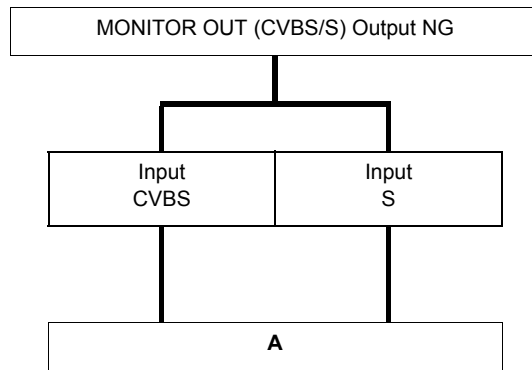 MONITOR OUT (CVBS/S) Output NG
Input
CVBS
Input
S
A